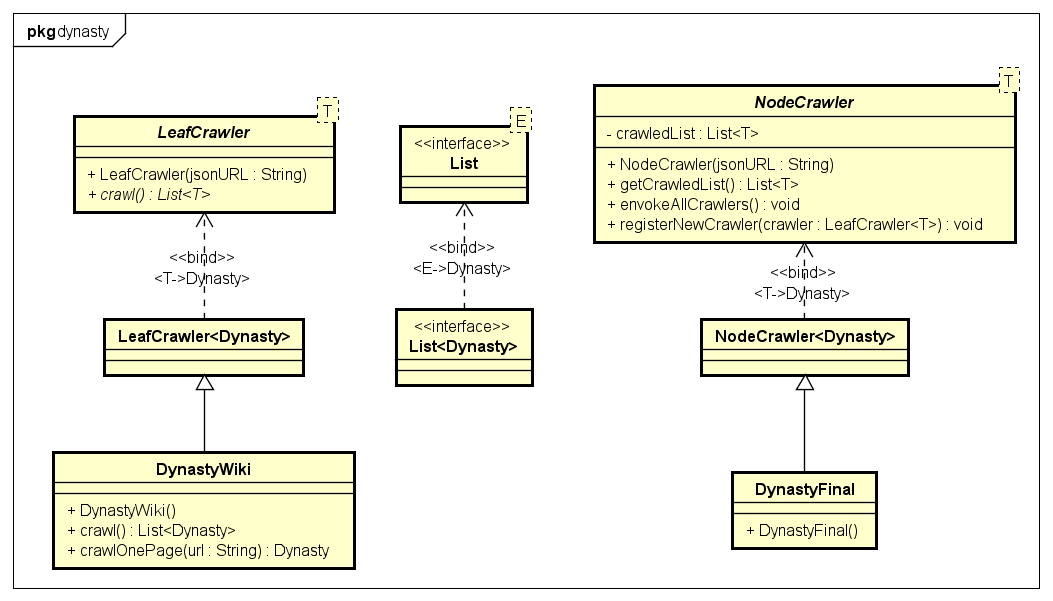 pkg dynasty
T
LeafCrawler
+ LeafCrawler(jsonURL : String)
+ crawl() : List<T>
<<bind>>
<T->Dynasty>
LeafCrawler<Dynasty>
DynastyWiki
+ DynastyWiki()
+ crawl() : List<Dynasty>
+ crawlOnePage(url : String) : Dynasty
E
<<interface>>
List
<<bind>>
<E->Dynasty>
<<interface>>
List<Dynasty>
T
NodeCrawler
- crawledList : List<T>
+ NodeCrawler(jsonURL : String)
+ getCrawledList() : List<T>
+ envokeAllCrawlers() : void
+ registerNewCrawler(crawler : LeafCrawler<T>) : void
<<bind>>
<T->Dynasty>
NodeCrawler<Dynasty>
DynastyFinal
+ DynastyFinal()